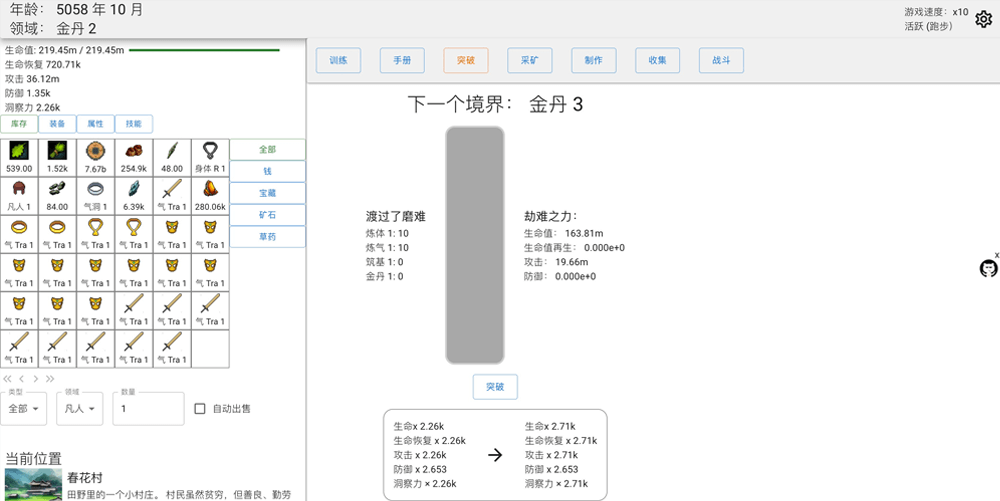 年龄： 5058 年 10 月
领域： 金丹 2
游戏速度：x10
活跃 (跑步)
生命值: 219.45m / 219.45m
生命恢复 720.71k
攻击 36.12m
防御 1.35k
洞察力 2.26k
库存 装备 属性 技能
539.00 1.52k 7.67b 254.9k 48.00 身体 R 1
凡人 1 84.00 气洞 1 6.39k 气 Tra 1 280.06k
气 Tra 1 气 Tra 1 气 Tra 1 气 Tra 1 气 Tra 1 气 Tra 1
气 Tra 1 气 Tra 1 气 Tra 1 气 Tra 1 气 Tra 1 气 Tra 1
气 Tra 1 气 Tra 1 气 Tra 1 气 Tra 1 气 Tra 1 气 Tra 1
气 Tra 1 气 Tra 1 气 Tra 1 气 Tra 1 气 Tra 1
全部
钱
宝藏
矿石
草药
类型 领域 数量
全部 凡人 1 自动出售
当前位置
春花村
田野里的一个小村庄。 村民虽然贫穷，但善良、勤劳
训练 手册 突破 采矿 制作 收集 战斗
下一个境界： 金丹 3
渡过了磨难
炼体 1: 10
炼气 1: 10
筑基 1: 0
金丹 1: 0
劫难之力：
生命值： 163.81m
生命值再生： 0.000e+0
攻击： 19.66m
防御： 0.000e+0
突破
生命x 2.26k
生命恢复 x 2.26k
攻击 x 2.26k
防御 x 2.653
洞察力 × 2.26k
生命x 2.71k
生命恢复 x 2.71k
攻击 x 2.71k
防御 x 2.653
洞察力 × 2.71k
x